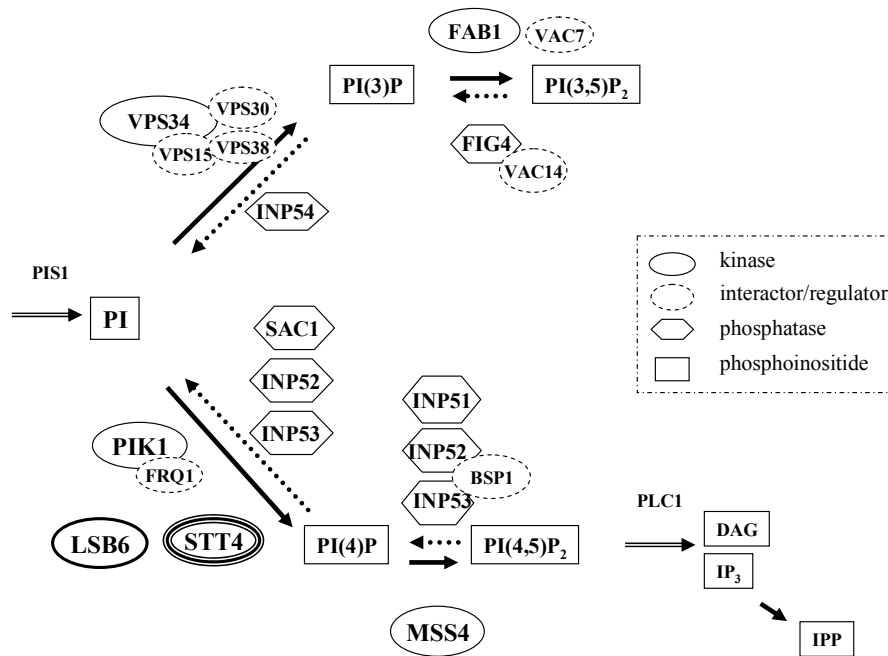 FAB1
VAC7
PI(3)P
PI(3,5)P₂
VPS34
VPS30
VPS15
VPS38
FIG4
VAC14
INP54
PIS1
PI
kinase
interactor/regulator
phosphatase
phosphoinositide
SAC1
INP52
INP53
INP51
INP52
INP53
BSP1
PIK1
FRQ1
LSB6
STT4
PI(4)P
PI(4,5)P₂
PLC1
DAG
IP₃
MSS4
IPP